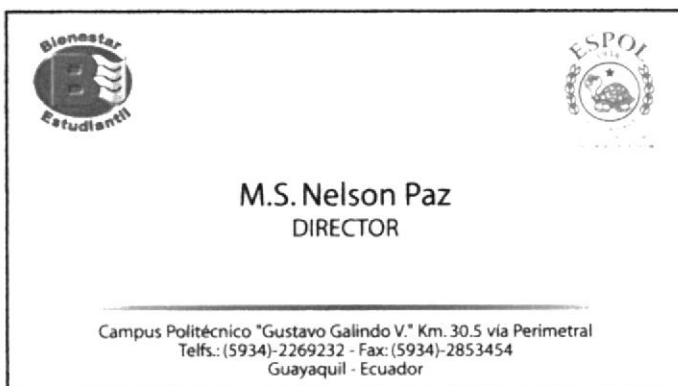 Bienestar
Estudiantil
ESPOL
M.S. Nelson Paz
DIRECTOR
Campus Politécnico "Gustavo Galindo V." Km. 30.5 vía Perimetral
Telfs.: (5934)-2269232 - Fax: (5934)-2853454
Guayaquil - Ecuador